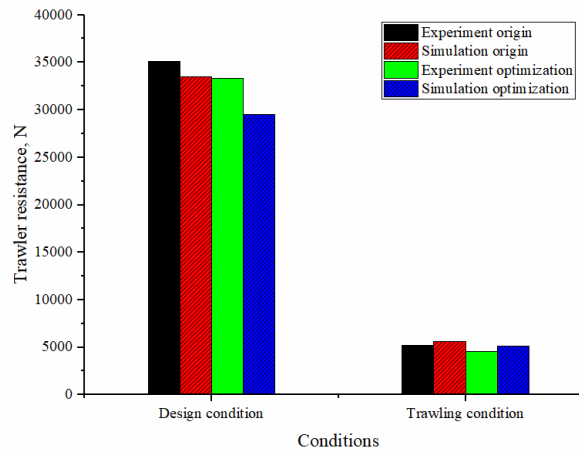 40000
35000
30000
25000
20000
15000
10000
5000
0
Trawler resistance, N
Experiment origin
Simulation origin
Experiment optimization
Simulation optimization
Design condition
Trawling condition
Conditions